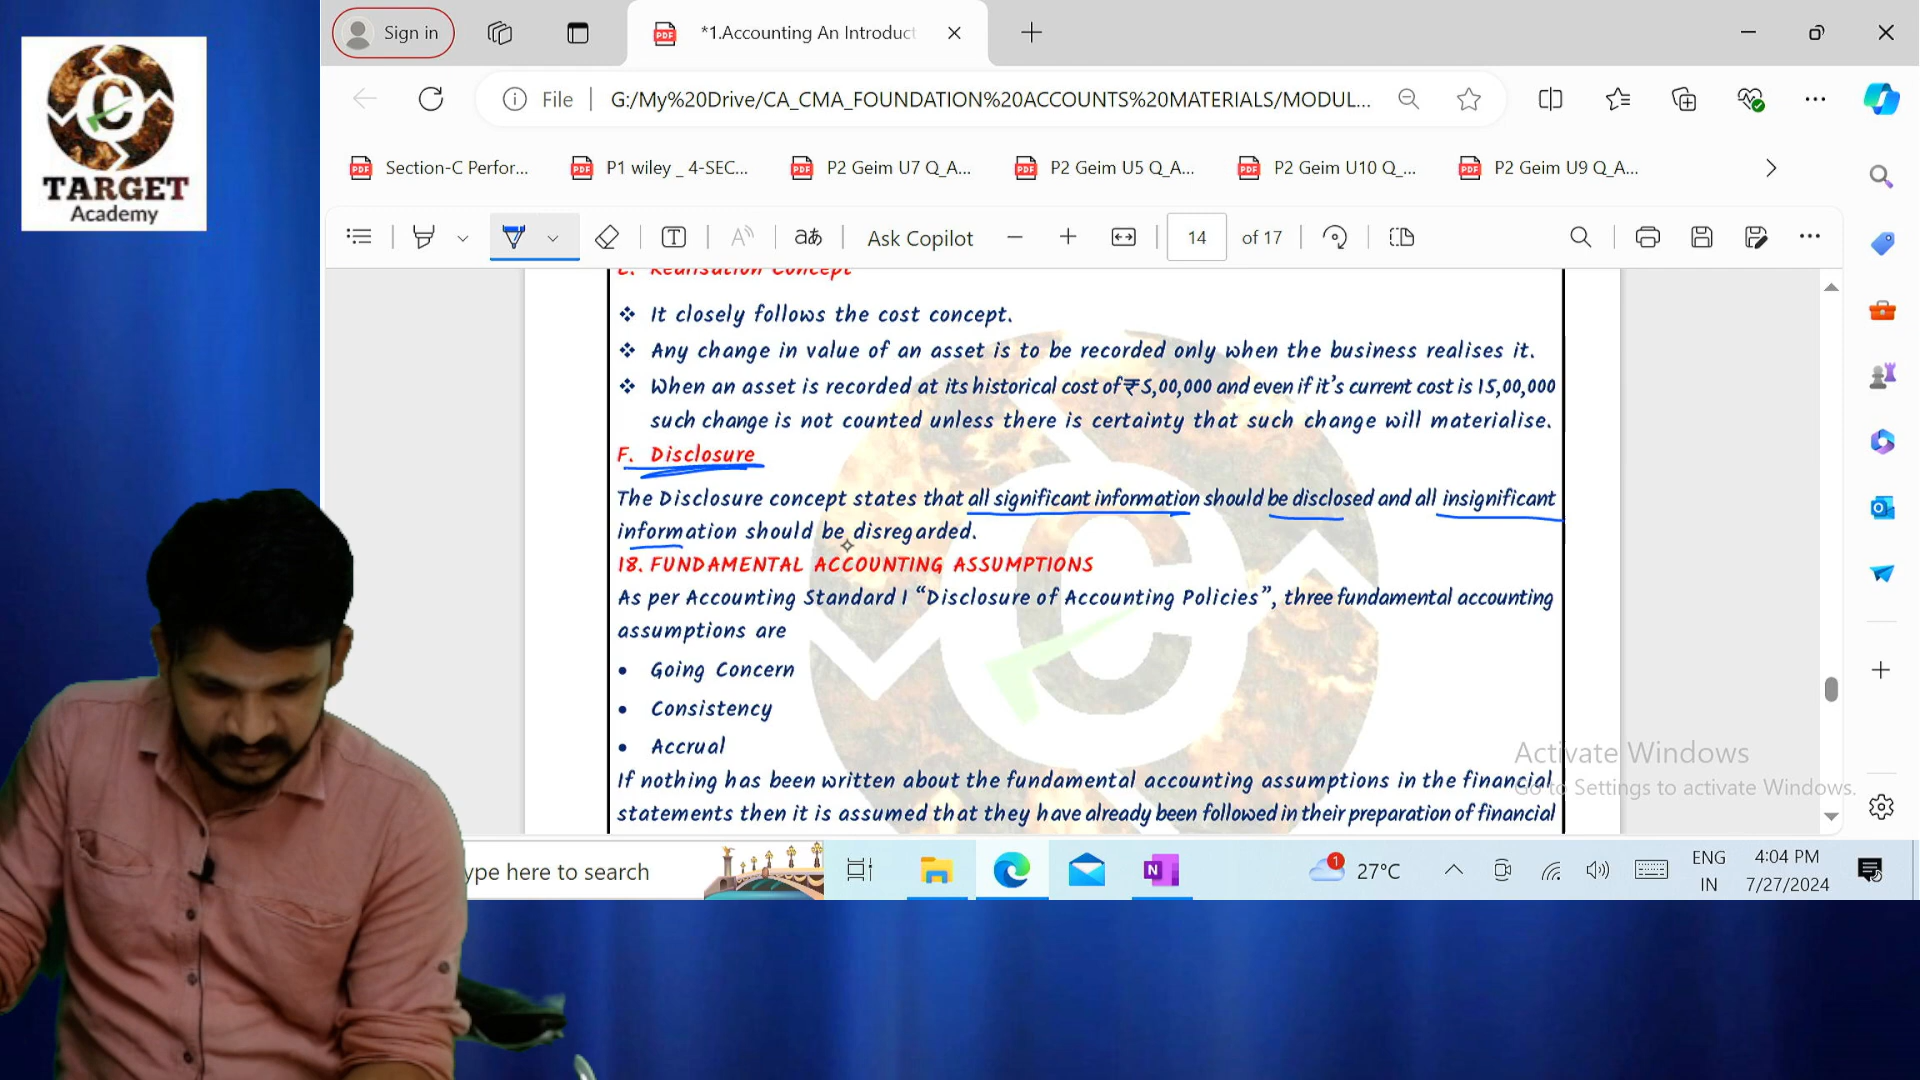 Sign in
*1.Accounting An Introduct
File
G:/My%20Drive/CA_CMA_FOUNDATION%20ACCOUNTS%20MATERIALS/MODUL...
Section-C Perfor...
P1 wiley _ 4-SEC...
P2 Geim U7 Q_A...
P2 Geim U5 Q_A...
P2 Geim U10 Q_...
P2 Geim U9 Q_A...
Ask Copilot
14 of 17
TARGET
Academy
E. Realisation Concept
It closely follows the cost concept.
Any change in value of an asset is to be recorded only when the business realises it.
When an asset is recorded at its historical cost of ₹5,00,000 and even if it's current cost is 15,00,000
such change is not counted unless there is certainty that such change will materialise.
F. Disclosure
The Disclosure concept states that all significant information should be disclosed and all insignificant
information should be disregarded.
18. FUNDAMENTAL ACCOUNTING ASSUMPTIONS
As per Accounting Standard 1 “Disclosure of Accounting Policies”, three fundamental accounting
assumptions are
• Going Concern
• Consistency
• Accrual
If nothing has been written about the fundamental accounting assumptions in the financial
statements then it is assumed that they have already been followed in their preparation of financial
Activate Windows
Go to Settings to activate Windows.
ype here to search
1
27°C
ENG
IN
4:04 PM
7/27/2024